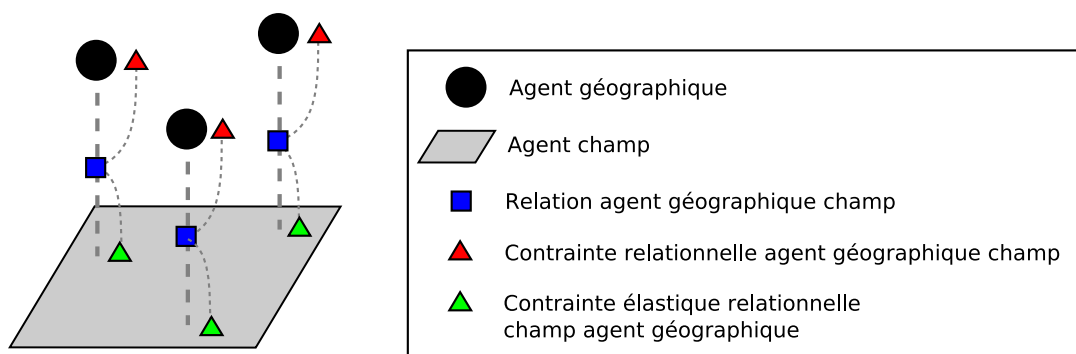 Agent géographique
Agent champ
Relation agent géographique champ
Contrainte relationnelle agent géographique champ
Contrainte élastique relationnelle
champ agent géographique